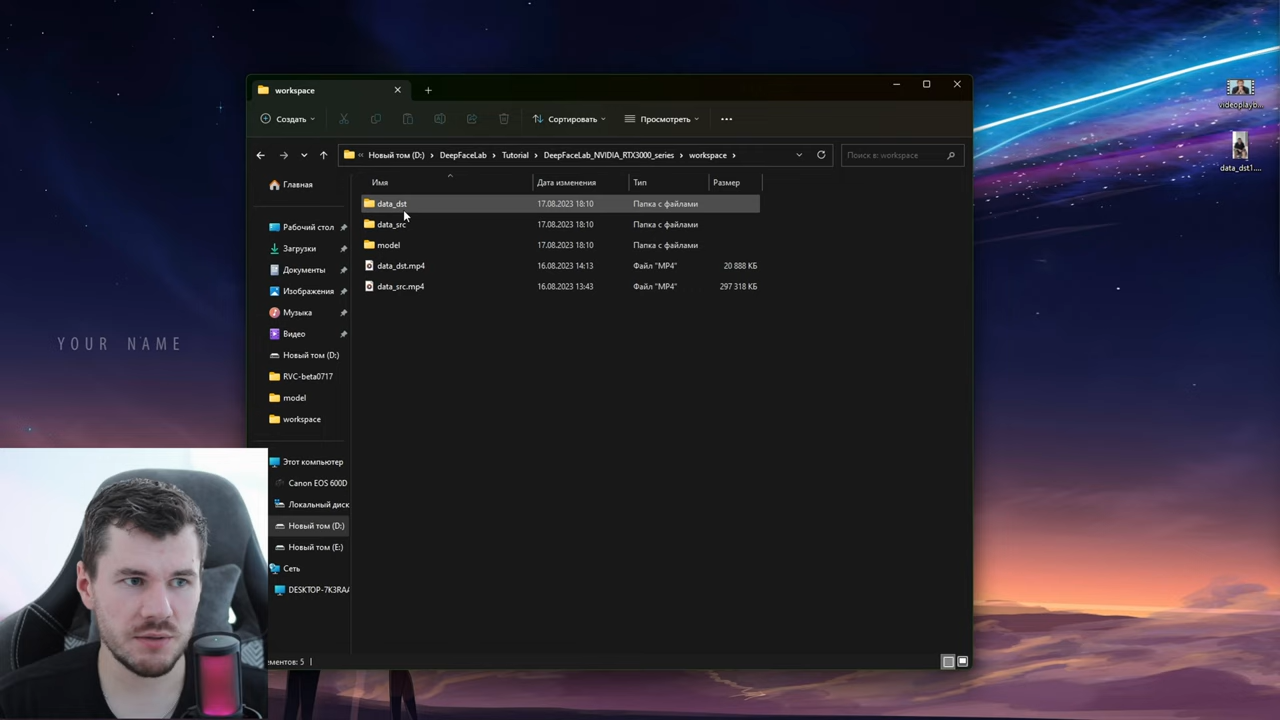 workspace
Создать
Сортировать
Просмотреть
Новый том (D:) > DeepFaceLab > Tutorial > DeepFaceLab_NVIDIA_RTX3000_series > workspace >
Поиск в: workspace
Имя Дата изменения Тип Размер
data_dst 17.08.2023 18:10 Папка с файлами
data_src 17.08.2023 18:10 Папка с файлами
model 17.08.2023 18:10 Папка с файлами
data_dst.mp4 16.08.2023 14:13 Файл "MP4" 20 888 КБ
data_src.mp4 16.08.2023 13:43 Файл "MP4" 297 318 КБ
Главная
Рабочий стол
Загрузки
Документы
Изображения
Музыка
Видео
Новый том (D:)
RVC-beta0717
model
workspace
Этот компьютер
Canon EOS 600D
Локальный диск
Новый том (D:)
Новый том (E:)
Сеть
DESKTOP-7K3RA
ементов: 5
YOUR NAME
videoplayb...
data_dst1....